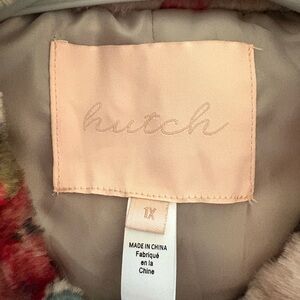 hutch
1X
MADE IN CHINA
Fabriqué
en la
Chine